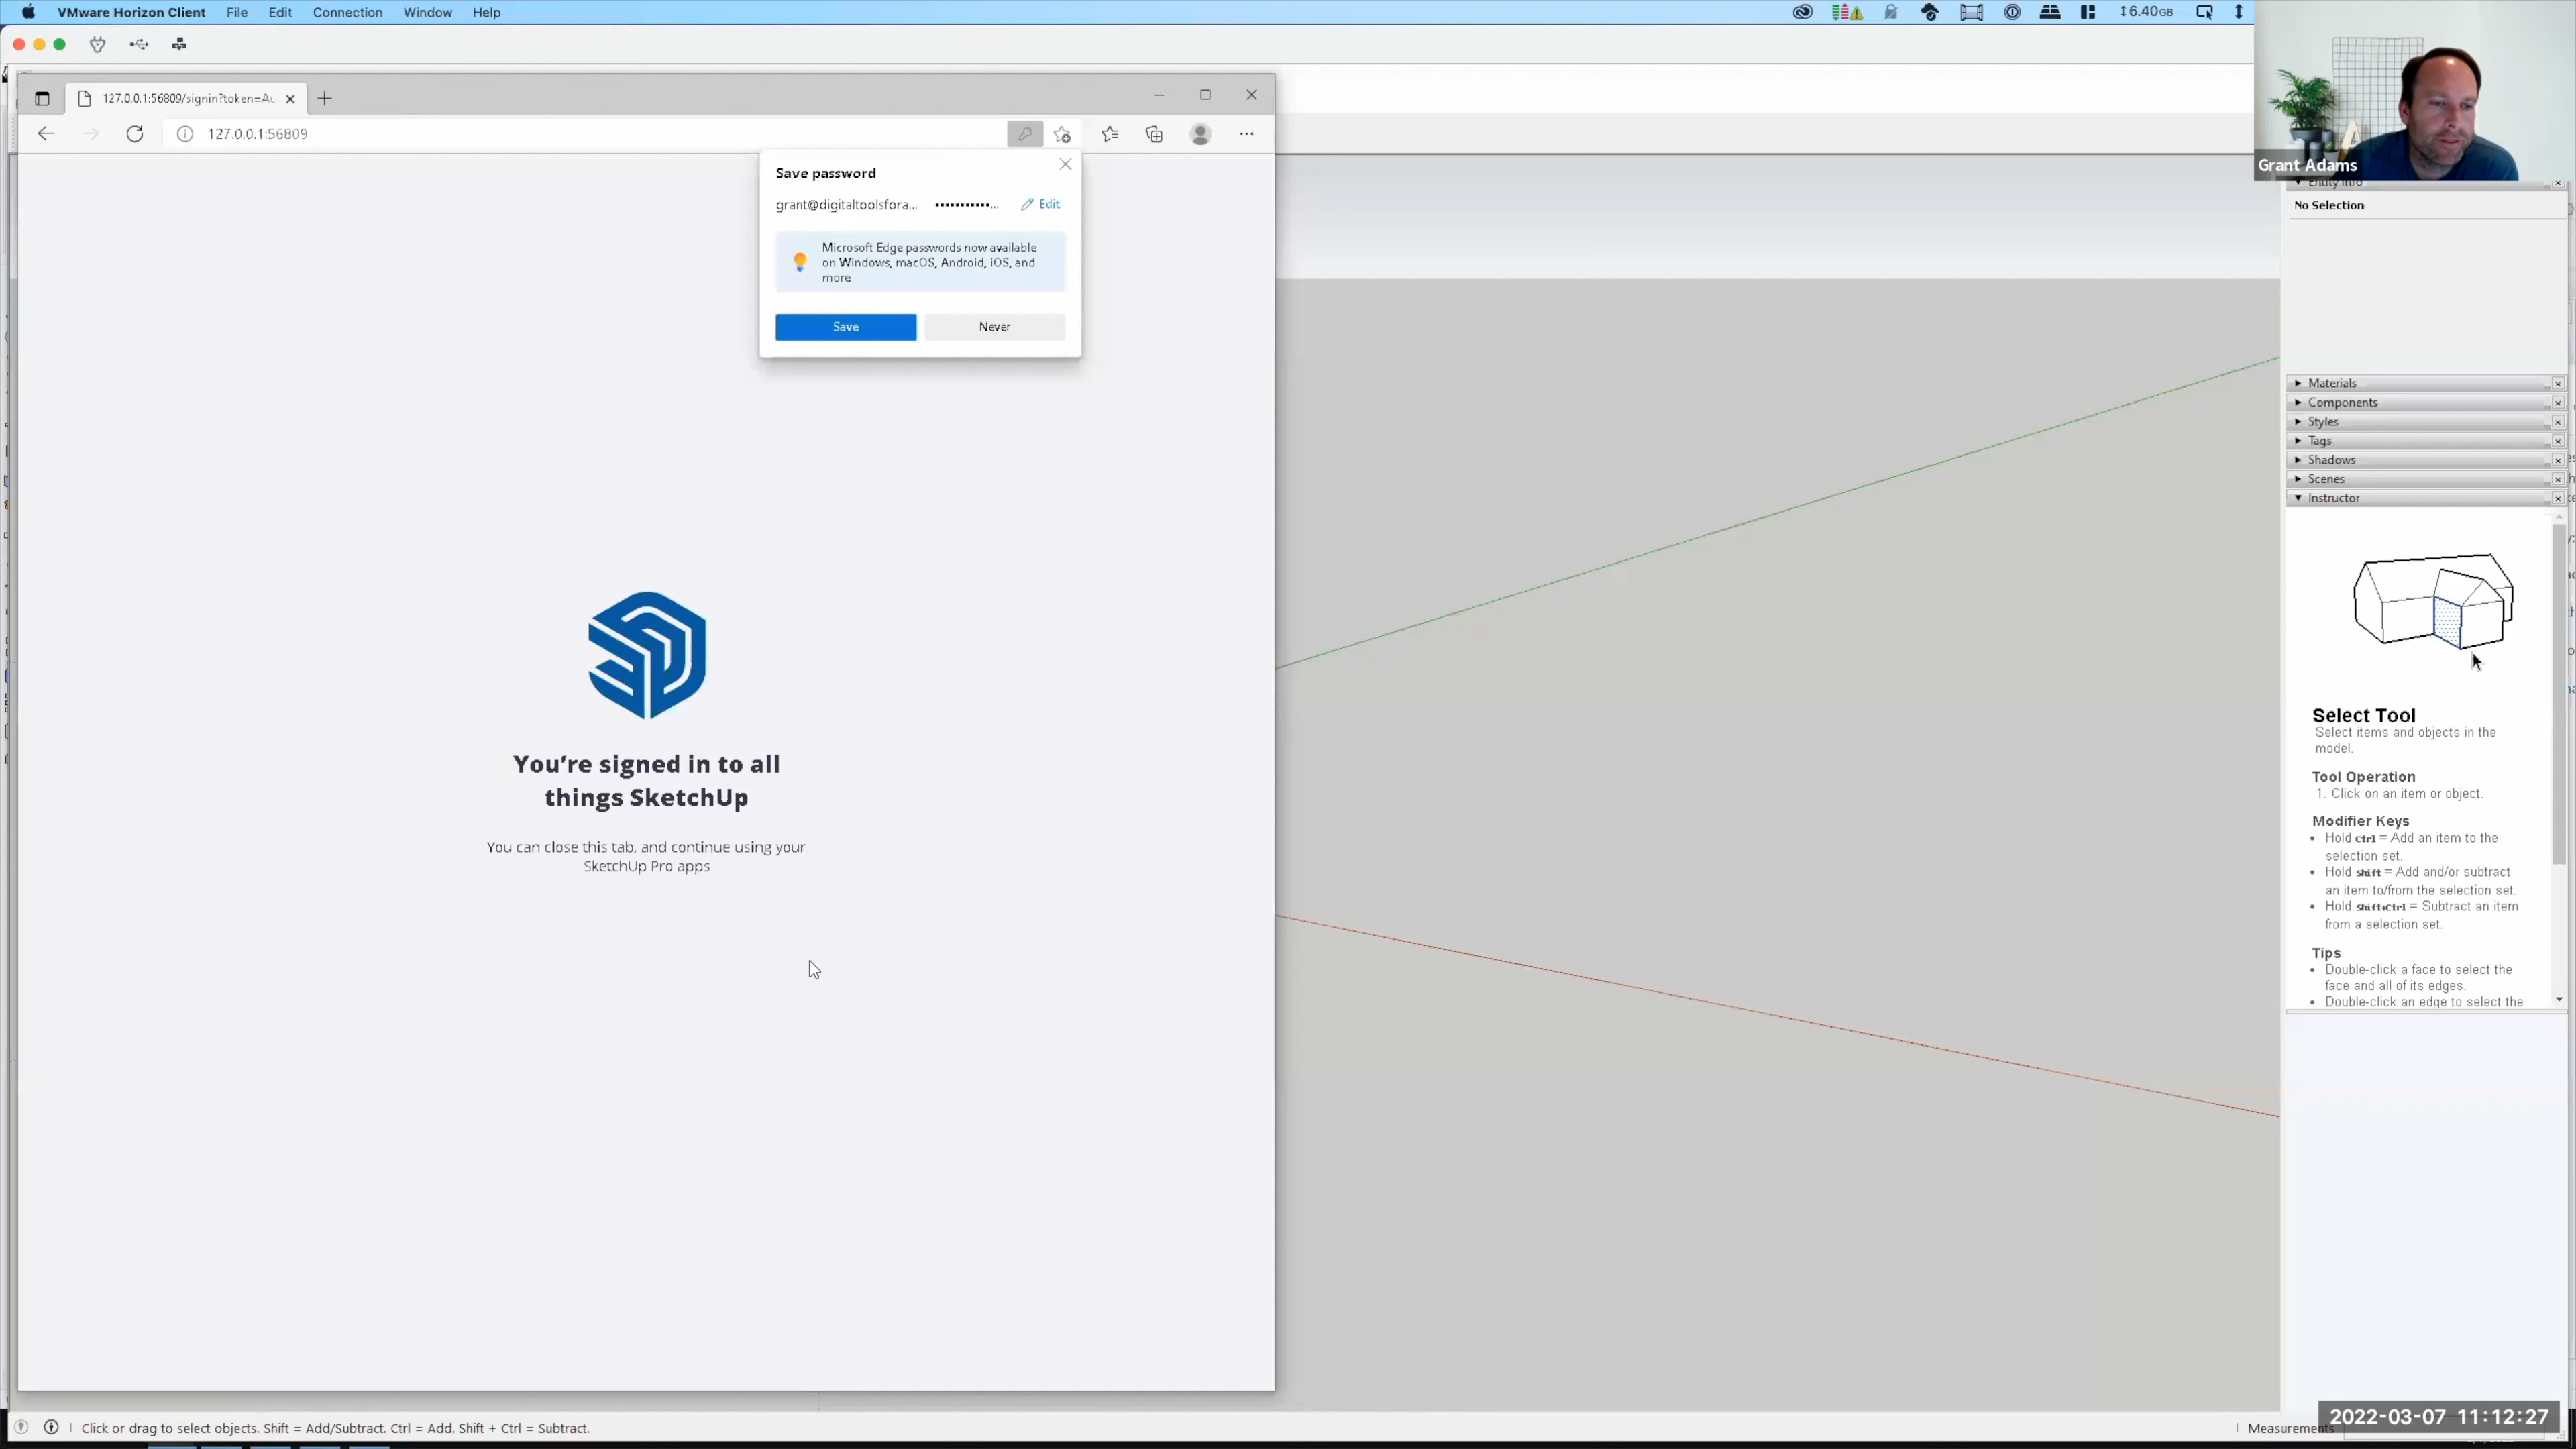 VMware Horizon Client File Edit Connection Window Help
6.40GB
127.0.0.1:56809/signin?token=Au
127.0.0.1:56809
Save password
grant@digitaltoolsfora... ••••••••••••... Edit
Microsoft Edge passwords now available
on Windows, macOS, Android, iOS, and
more
Save Never
You're signed in to all
things SketchUp
You can close this tab, and continue using your
SketchUp Pro apps
Grant Adams
Entity Info
No Selection
Materials
Components
Styles
Tags
Shadows
Scenes
Instructor
Select Tool
Select items and objects in the
model.
Tool Operation
1. Click on an item or object.
Modifier Keys
• Hold Ctrl = Add an item to the
selection set.
• Hold Shift = Add and/or subtract
an item to/from the selection set.
• Hold Shift+Ctrl = Subtract an item
from a selection set.
Tips
• Double-click a face to select the
face and all of its edges.
• Double-click an edge to select the
Click or drag to select objects. Shift = Add/Subtract. Ctrl = Add. Shift + Ctrl = Subtract.
Measurements
2022-03-07 11:12:27